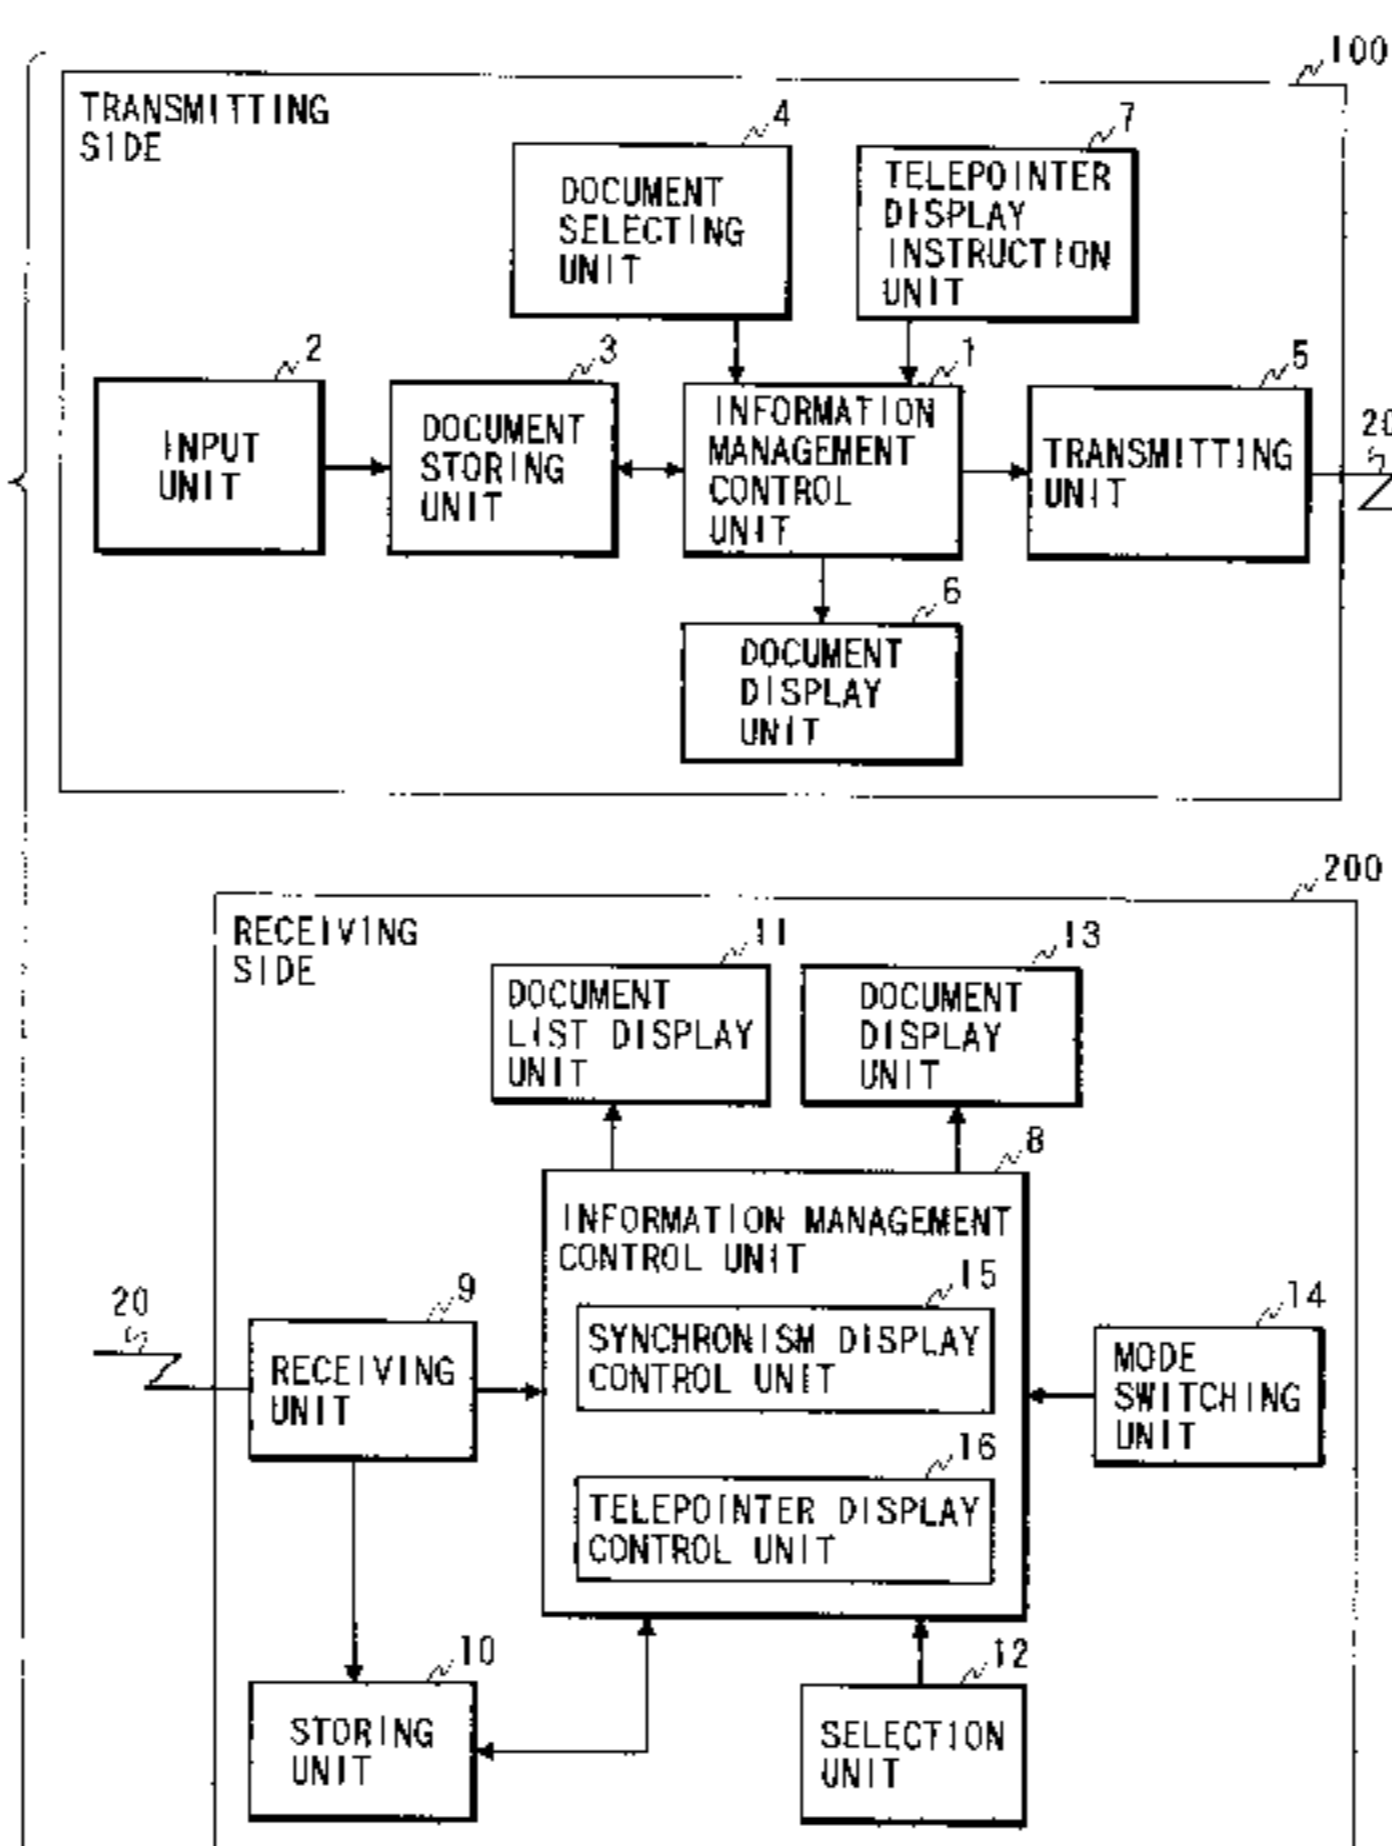 100
TRANSMITTING
SIDE
4
7
DOCUMENT
SELECTING
UNIT
TELEPOINTER
DISPLAY
INSTRUCTION
UNIT
2
3
1
5
INPUT
UNIT
DOCUMENT
STORING
UNIT
INFORMATION
MANAGEMENT
CONTROL
UNIT
TRANSMITTING
UNIT
20
6
DOCUMENT
DISPLAY
UNIT
200
RECEIVING
SIDE
11
13
DOCUMENT
LIST DISPLAY
UNIT
DOCUMENT
DISPLAY
UNIT
8
INFORMATION MANAGEMENT
CONTROL UNIT
15
SYNCHRONISM DISPLAY
CONTROL UNIT
20
9
RECEIVING
UNIT
14
MODE
SWITCHING
UNIT
16
TELEPOINTER DISPLAY
CONTROL UNIT
10
STORING
UNIT
12
SELECTION
UNIT